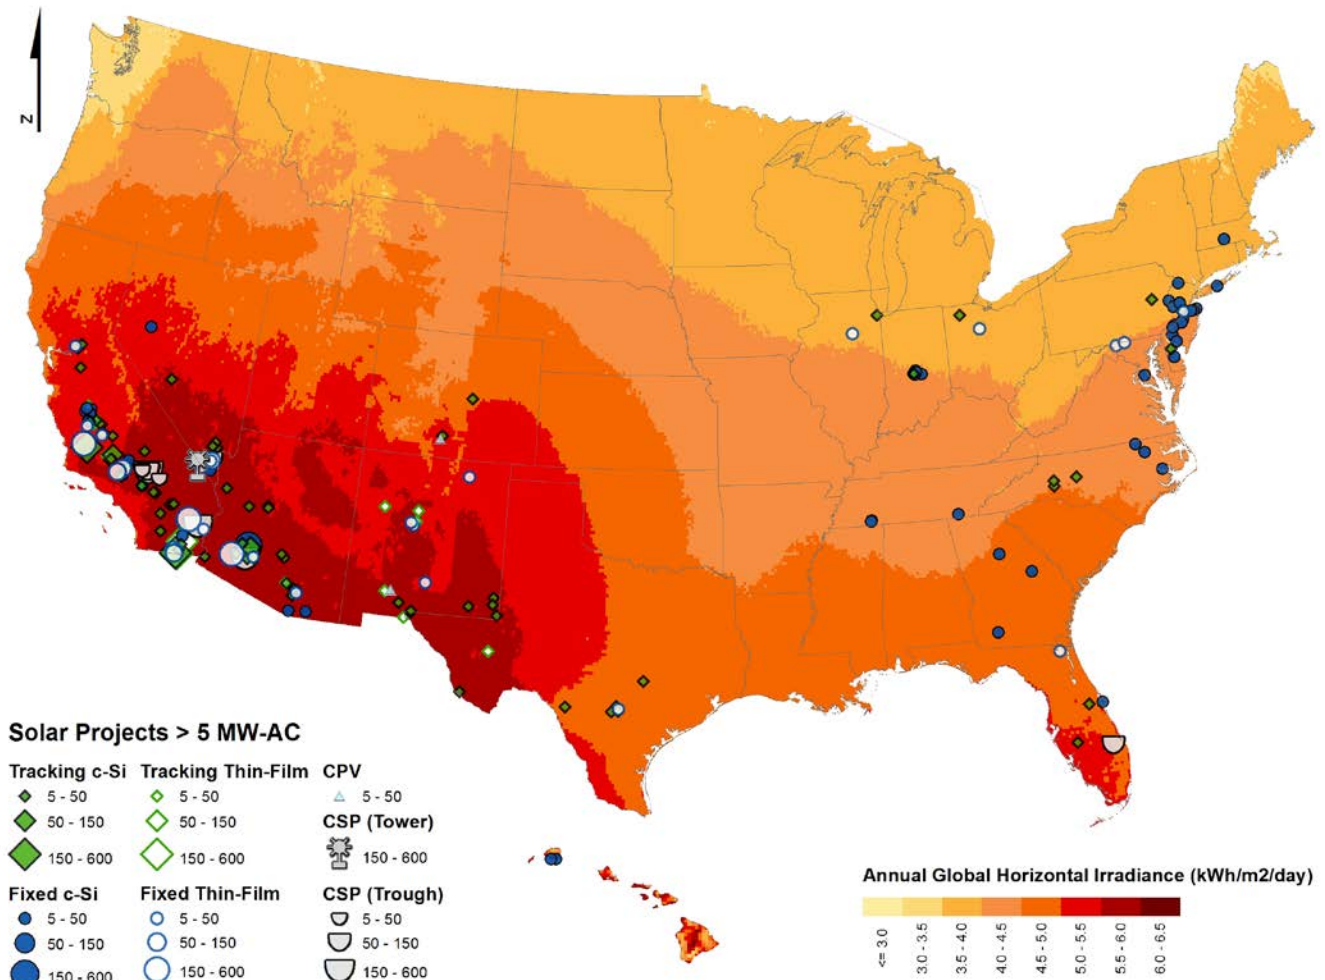 Z
Solar Projects > 5 MW-AC
Tracking c-Si Tracking Thin-Film CPV
5 - 50 5 - 50 5 - 50
50 - 150 50 - 150 CSP (Tower)
150 - 600 150 - 600 150 - 600
Fixed c-Si Fixed Thin-Film CSP (Trough)
5 - 50 5 - 50 5 - 50
50 - 150 50 - 150 50 - 150
150 - 600 150 - 600 150 - 600
Annual Global Horizontal Irradiance (kWh/m2/day)
<= 3.0
3.0 - 3.5
3.5 - 4.0
4.0 - 4.5
4.5 - 5.0
5.0 - 5.5
5.5 - 6.0
6.0 - 6.5